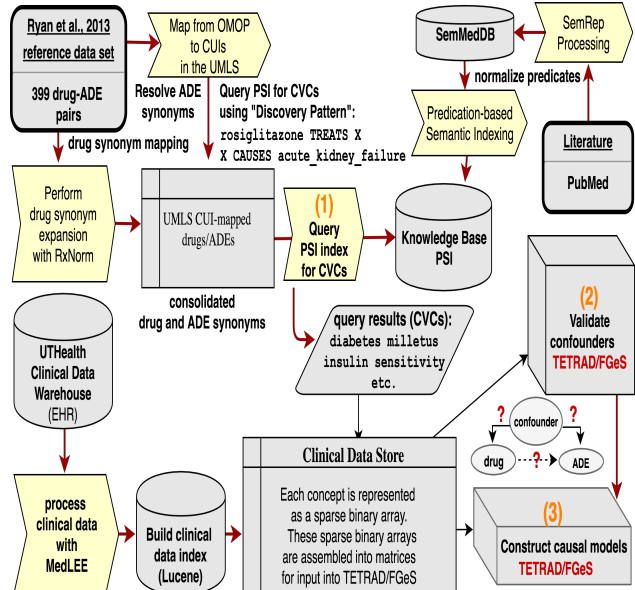 Ryan et al., 2013
reference data set
399 drug-ADE
pairs
Map from OMOP
to CUIs
in the UMLS
SemMedDB
SemRep
Processing
normalize predicates
Resolve ADE
synonyms
Query PSI for CVCs
using "Discovery Pattern":
rosiglitazone TREATS X
X CAUSES acute_kidney_failure
Predication-based
Semantic Indexing
Literature
PubMed
drug synonym mapping
Perform
drug synonym
expansion
with RxNorm
UMLS CUI-mapped
drugs/ADEs
consolidated
drug and ADE synonyms
(1)
Query
PSI index
for CVCs
Knowledge Base
PSI
query results (CVCs):
diabetes milletus
insulin sensitivity
etc.
(2)
Validate
confounders
TETRAD/FGeS
UTHealth
Clinical Data
Warehouse
(EHR)
? confounder ?
drug ? ADE
process
clinical data
with
MedLEE
Build clinical
data index
(Lucene)
Clinical Data Store
Each concept is represented
as a sparse binary array.
These sparse binary arrays
are assembled into matrices
for input into TETRAD/FGeS
(3)
Construct causal models
TETRAD/FGeS